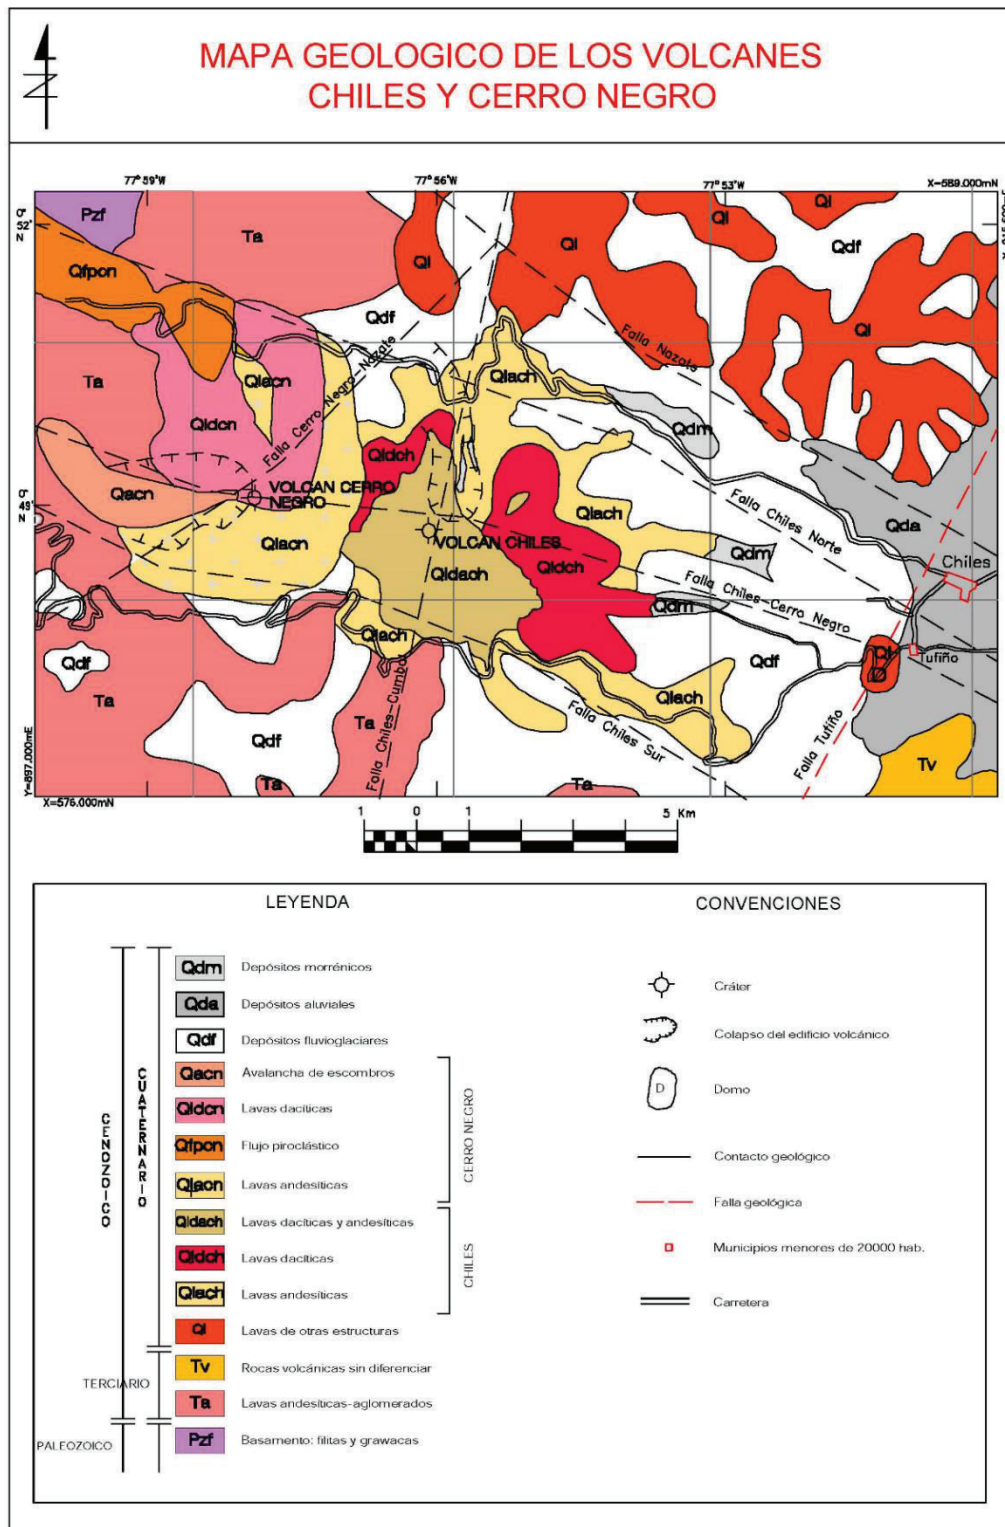 MAPA GEOLOGICO DE LOS VOLCANES
CHILES Y CERRO NEGRO
N
77° 59' W
77° 56' W
77° 53' W
X=589.000mN
52'
N
Pzf
Ta
Ql
Ql
Ql
Ql
Qdf
Qfpon
Qdf
Falla Nazate
Ql
Ta
Qlacn
Falla Cerro Negro-Nazate
Qlach
Qldcn
Qdm
Qldch
Qacn
VOLCAN CERRO
NEGRO
49'
N
Qlach
Falla Chiles Norte
Qda
Qlacn
VOLCAN CHILES
Qdm
Chiles
Qldach
Qldch
Falla Chiles-Cerro Negro
Qdm
Qlach
Qdf
Ql
D
Tufiño
Qdf
Ta
Qlach
Ta
Falla Chiles-Cumbal
Qdf
Falla Chiles Sur
Falla Tufiño
Tv
Ta
Ta
Y=897.000mE
X=576.000mN
1 0 1 5 Km
LEYENDA
CENOZOICO
CUATERNARIO
TERCIARIO
PALEOZOICO
Qdm Depósitos morrénicos
Qda Depósitos aluviales
Qdf Depósitos fluvioglaciares
Qacn Avalancha de escombros
Qldcn Lavas dacíticas
Qfpon Flujo piroclástico
Qlacn Lavas andesíticas
CERRO NEGRO
Qldach Lavas dacíticas y andesíticas
Qldch Lavas dacíticas
Qlach Lavas andesíticas
CHILES
Ql Lavas de otras estructuras
Tv Rocas volcánicas sin diferenciar
Ta Lavas andesíticas-aglomerados
Pzf Basamento: filitas y grawacas
CONVENCIONES
Cráter
Colapso del edificio volcánico
D Domo
Contacto geológico
Falla geológica
Municipios menores de 20000 hab.
Carretera